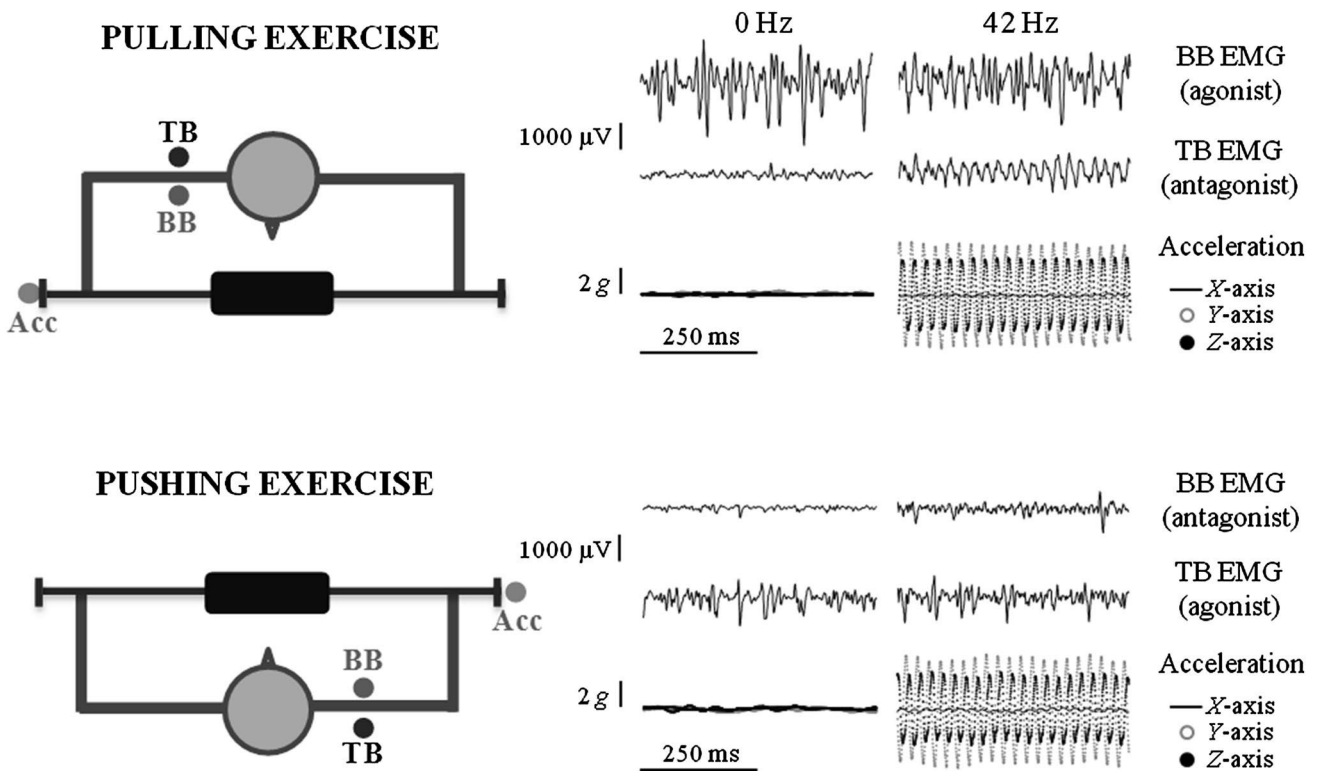 PULLING EXERCISE
TB
BB
Acc
0 Hz
42 Hz
1000 µV
2 g
250 ms
BB EMG
(agonist)
TB EMG
(antagonist)
Acceleration
X-axis
Y-axis
Z-axis
PUSHING EXERCISE
Acc
BB
TB
1000 µV
2 g
250 ms
BB EMG
(antagonist)
TB EMG
(agonist)
Acceleration
X-axis
Y-axis
Z-axis